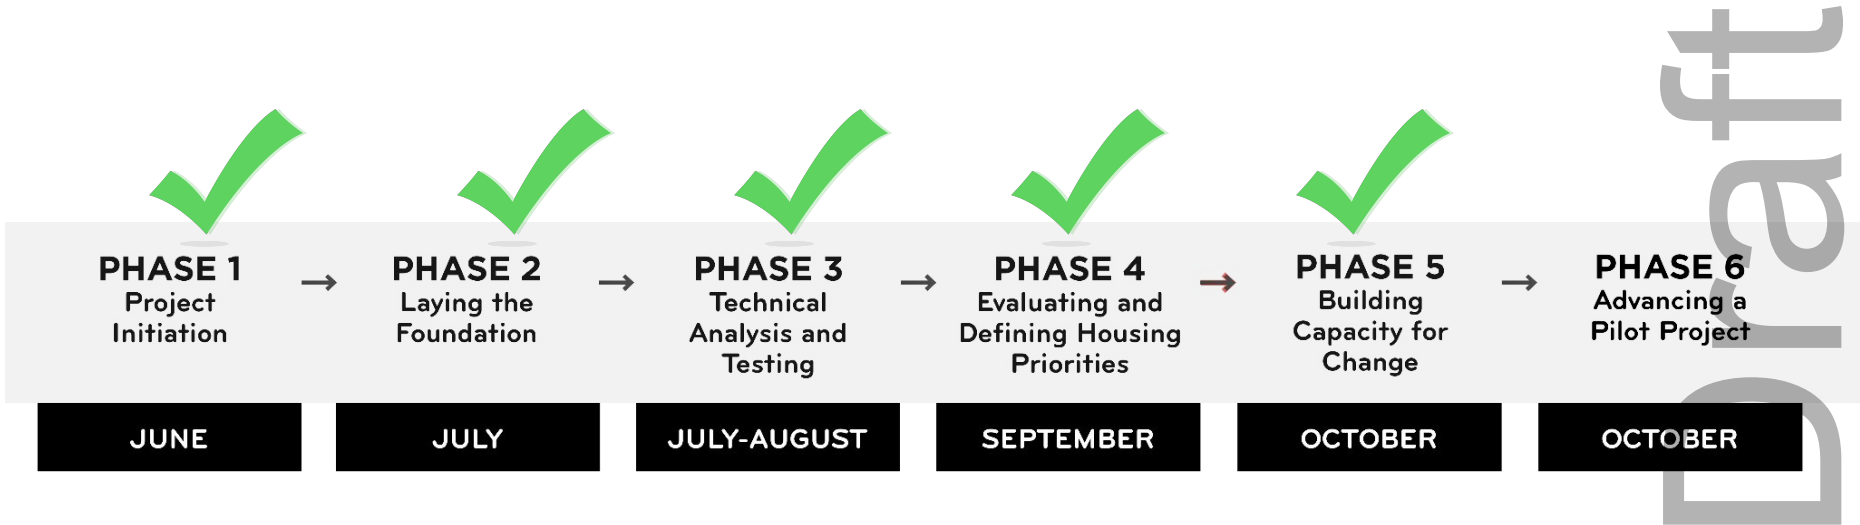 PHASE 1
Project
Initiation
JUNE
PHASE 2
Laying the
Foundation
JULY
PHASE 3
Technical
Analysis and
Testing
JULY-AUGUST
PHASE 4
Evaluating and
Defining Housing
Priorities
SEPTEMBER
PHASE 5
Building
Capacity for
Change
OCTOBER
PHASE 6
Advancing a
Pilot Project
OCTOBER
Draft